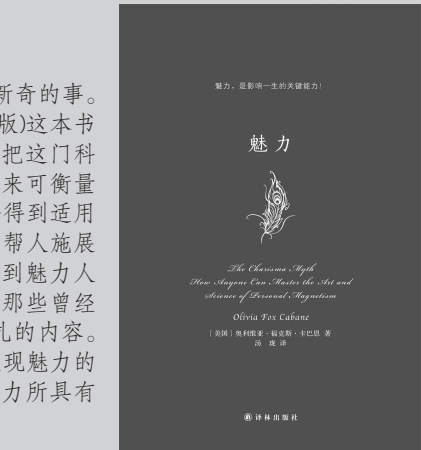 新奇的事。
版)这本书
把这门科
来可衡量
得到适用
帮人施展
到魅力人
那些曾经
扎的内容。
现魅力的
力所具有
魅力，是影响一生的关键能力!
魅力
The Charisma Myth
How Anyone Can Master the Art and
Science of Personal Magnetism
Olivia Fox Cabane
[美国] 奥利维亚·福克斯·卡巴恩 著
汤珑 译
译林出版社